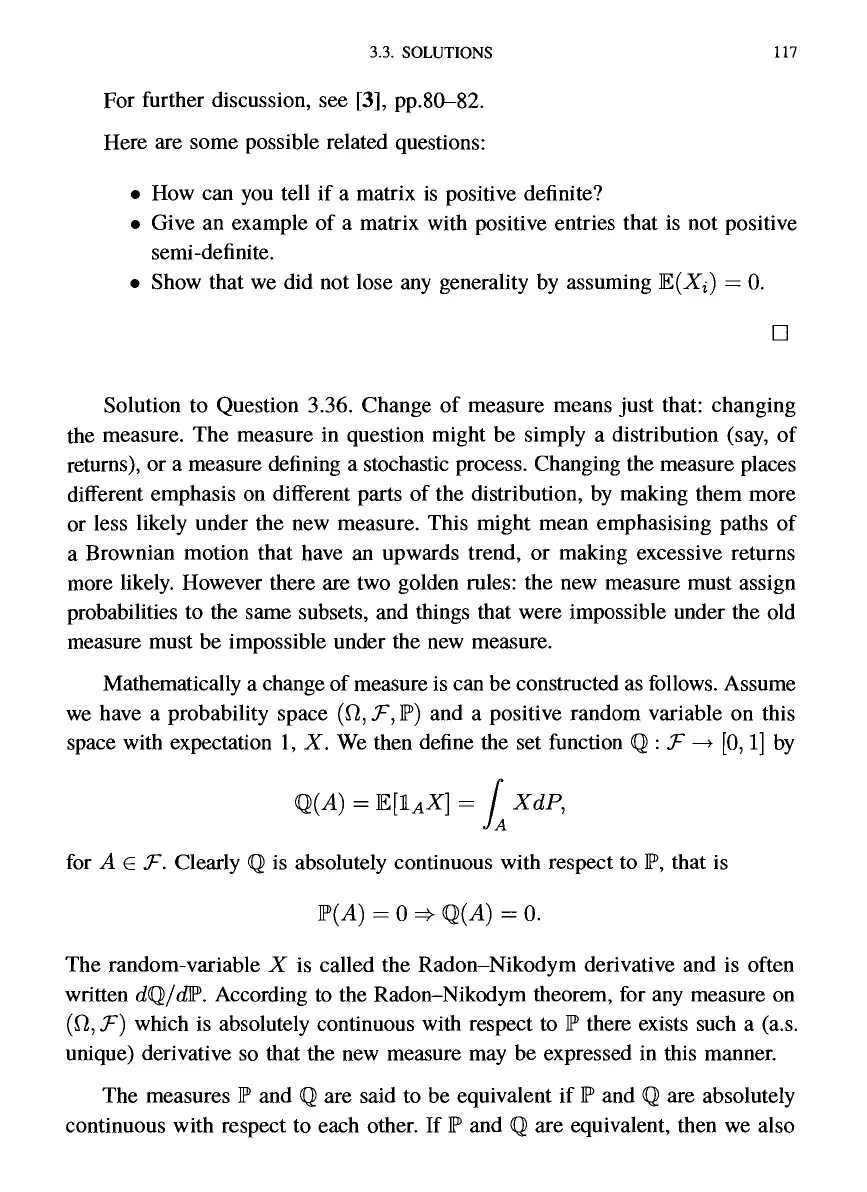 3.3. SOLUTIONS 117
For further discussion, see [3], pp.80–82.
Here are some possible related questions:
• How can you tell if a matrix is positive definite?
• Give an example of a matrix with positive entries that is not positive
semi-definite.
• Show that we did not lose any generality by assuming 𝔼(Xᵢ) = 0.
□
Solution to Question 3.36. Change of measure means just that: changing
the measure. The measure in question might be simply a distribution (say, of
returns), or a measure defining a stochastic process. Changing the measure places
different emphasis on different parts of the distribution, by making them more
or less likely under the new measure. This might mean emphasising paths of
a Brownian motion that have an upwards trend, or making excessive returns
more likely. However there are two golden rules: the new measure must assign
probabilities to the same subsets, and things that were impossible under the old
measure must be impossible under the new measure.
Mathematically a change of measure is can be constructed as follows. Assume
we have a probability space (Ω, ℱ, ℙ) and a positive random variable on this
space with expectation 1, X. We then define the set function ℚ : ℱ → [0, 1] by
ℚ(A) = 𝔼[𝟙_A X] = ∫_A XdP,
for A ∈ ℱ. Clearly ℚ is absolutely continuous with respect to ℙ, that is
ℙ(A) = 0 ⇒ ℚ(A) = 0.
The random-variable X is called the Radon–Nikodym derivative and is often
written dℚ/dℙ. According to the Radon–Nikodym theorem, for any measure on
(Ω, ℱ) which is absolutely continuous with respect to ℙ there exists such a (a.s.
unique) derivative so that the new measure may be expressed in this manner.
The measures ℙ and ℚ are said to be equivalent if ℙ and ℚ are absolutely
continuous with respect to each other. If ℙ and ℚ are equivalent, then we also